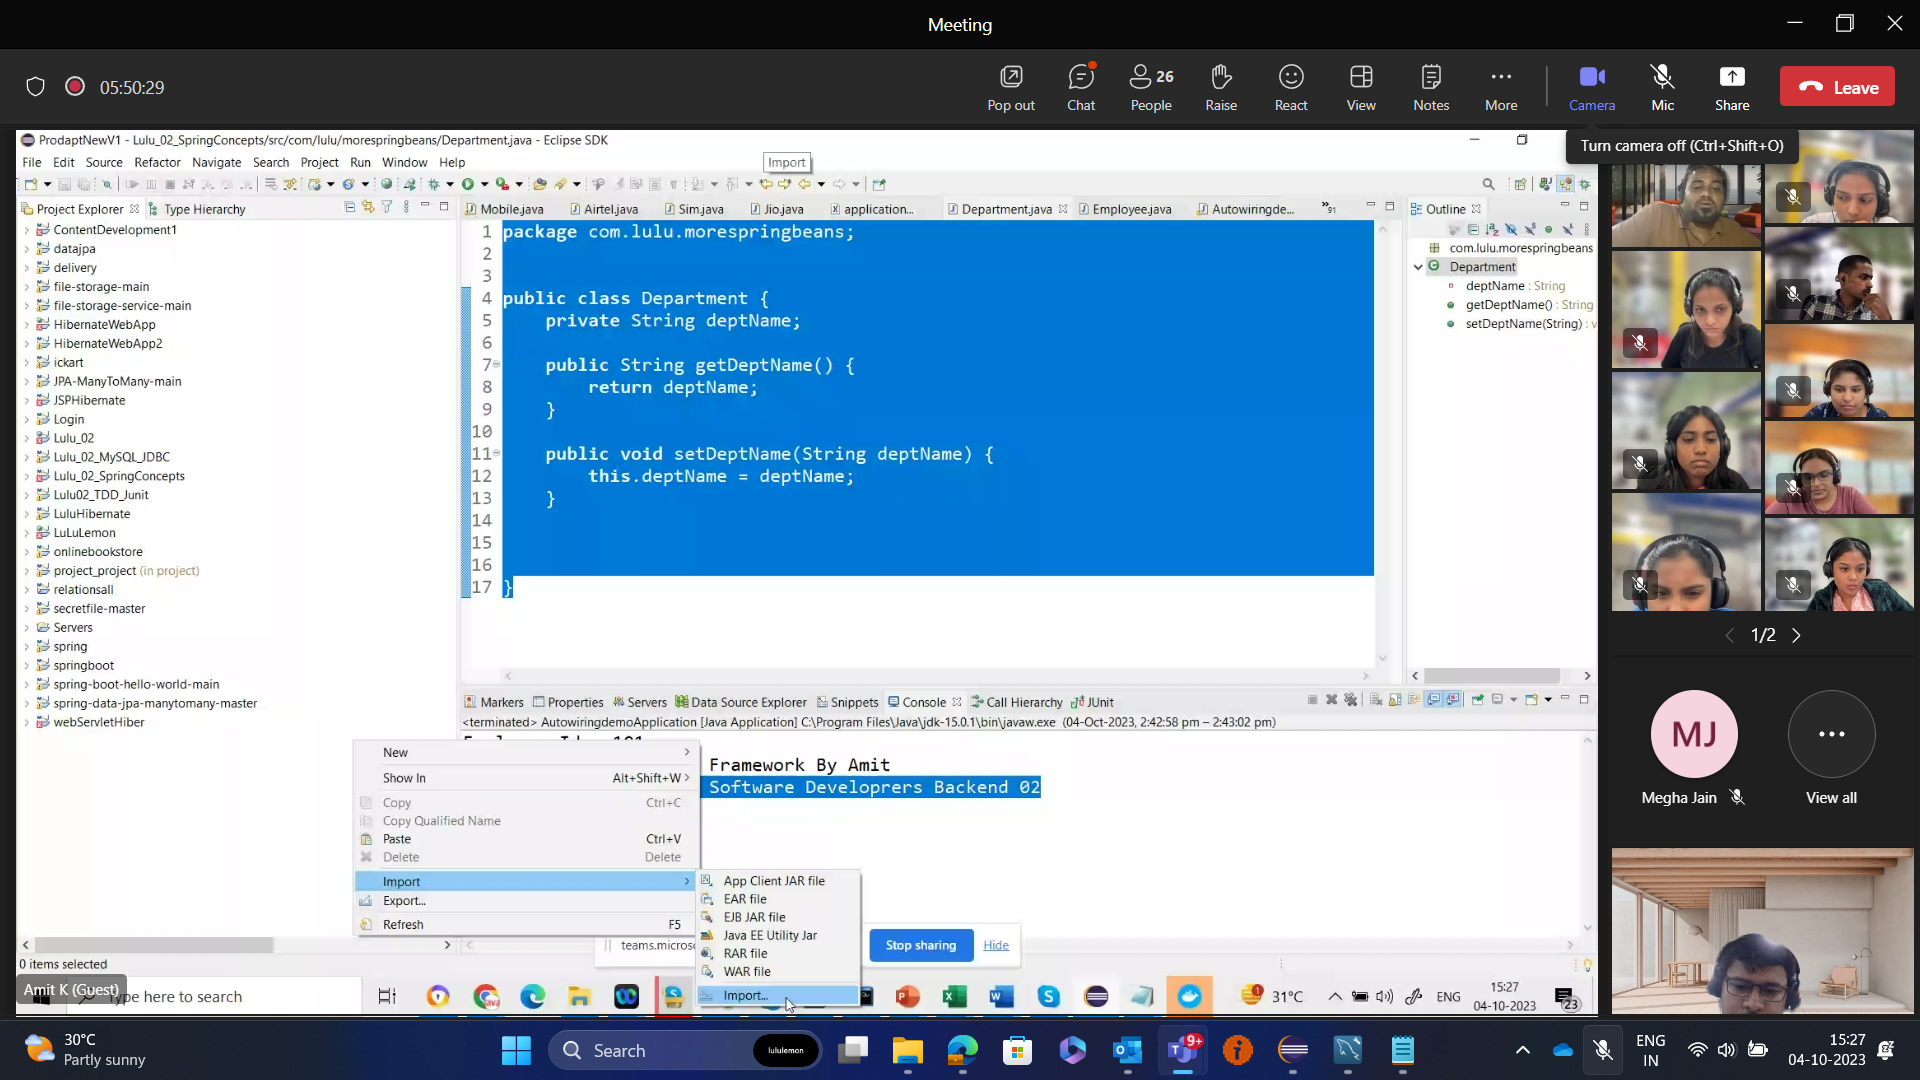 Meeting
05:50:29
Pop out
Chat
26
People
Raise
React
View
Notes
More
Camera
Mic
Share
Leave
Turn camera off (Ctrl+Shift+O)
ProdaptNewV1 - Lulu_02_SpringConcepts/src/com/lulu/morespringbeans/Department.java - Eclipse SDK
File Edit Source Refactor Navigate Search Project Run Window Help
Import
Project Explorer Type Hierarchy
Mobile.java Airtel.java Sim.java Jio.java application... Department.java Employee.java Autowiringde... »91
Outline
ContentDevelopment1
datajpa
delivery
file-storage-main
file-storage-service-main
HibernateWebApp
HibernateWebApp2
ickart
JPA-ManyToMany-main
JSPHibernate
Login
Lulu_02
Lulu_02_MySQL_JDBC
Lulu_02_SpringConcepts
Lulu02_TDD_Junit
LuluHibernate
LuLuLemon
onlinebookstore
project_project (in project)
relationsall
secretfile-master
Servers
spring
springboot
spring-boot-hello-world-main
spring-data-jpa-manytomany-master
webServletHiber
1 package com.lulu.morespringbeans;
2
3
4 public class Department {
5 private String deptName;
6
7 public String getDeptName() {
8 return deptName;
9 }
10
11 public void setDeptName(String deptName) {
12 this.deptName = deptName;
13 }
14
15
16
17 }
com.lulu.morespringbeans
Department
deptName : String
getDeptName() : String
setDeptName(String) : v
Markers Properties Servers Data Source Explorer Snippets Console Call Hierarchy JUnit
<terminated> AutowiringdemoApplication [Java Application] C:\Program Files\Java\jdk-15.0.1\bin\javaw.exe (04-Oct-2023, 2:42:58 pm – 2:43:02 pm)
Framework By Amit
Software Developrers Backend 02
New
Show In Alt+Shift+W
Copy Ctrl+C
Copy Qualified Name
Paste Ctrl+V
Delete Delete
Import
Export...
Refresh F5
App Client JAR file
EAR file
EJB JAR file
Java EE Utility Jar
RAR file
WAR file
Import...
teams.micros
Stop sharing
Hide
0 items selected
Amit K (Guest)
ype here to search
31°C
ENG
15:27
04-10-2023
23
1/2
MJ
Megha Jain
View all
30°C
Partly sunny
Search
lululemon
9+
ENG
IN
15:27
04-10-2023